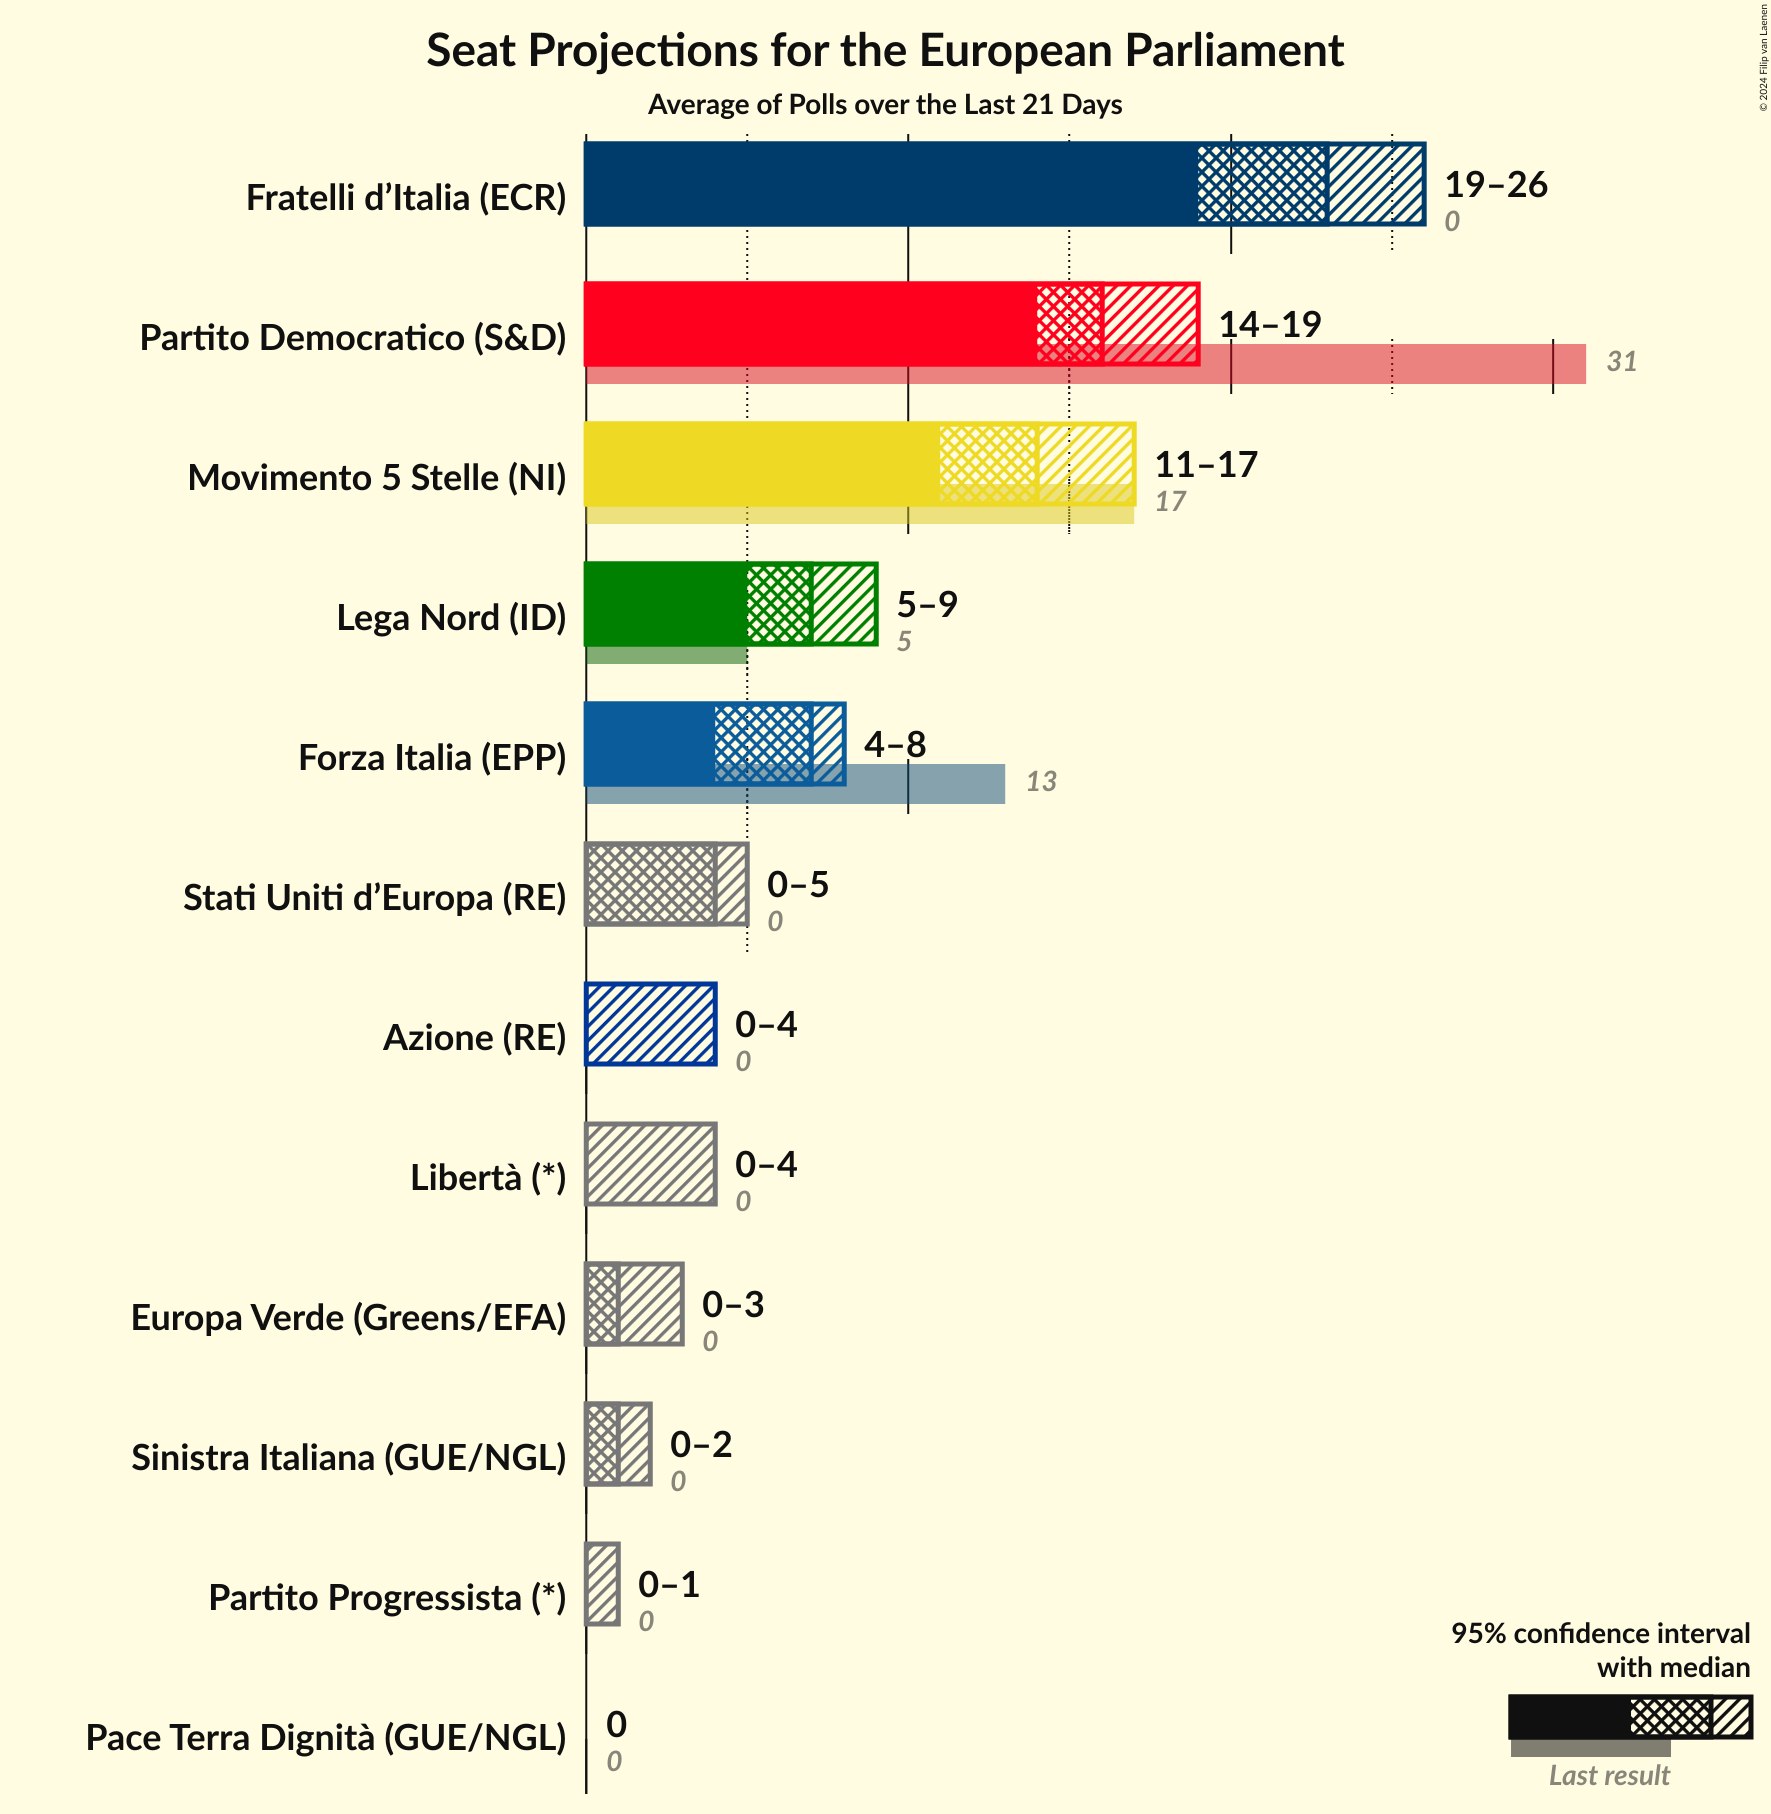 © 2024 Filip van Laenen
Seat Projections for the European Parliament
Average of Polls over the Last 21 Days
Fratelli d’Italia (ECR)
19–26
0
Partito Democratico (S&D)
14–19
31
Movimento 5 Stelle (NI)
11–17
17
Lega Nord (ID)
5–9
5
Forza Italia (EPP)
4–8
13
Stati Uniti d’Europa (RE)
0–5
0
Azione (RE)
0–4
0
Libertà (*)
0–4
0
Europa Verde (Greens/EFA)
0–3
0
Sinistra Italiana (GUE/NGL)
0–2
0
Partito Progressista (*)
0–1
0
Pace Terra Dignità (GUE/NGL)
0
0
95% confidence interval
with median
Last result